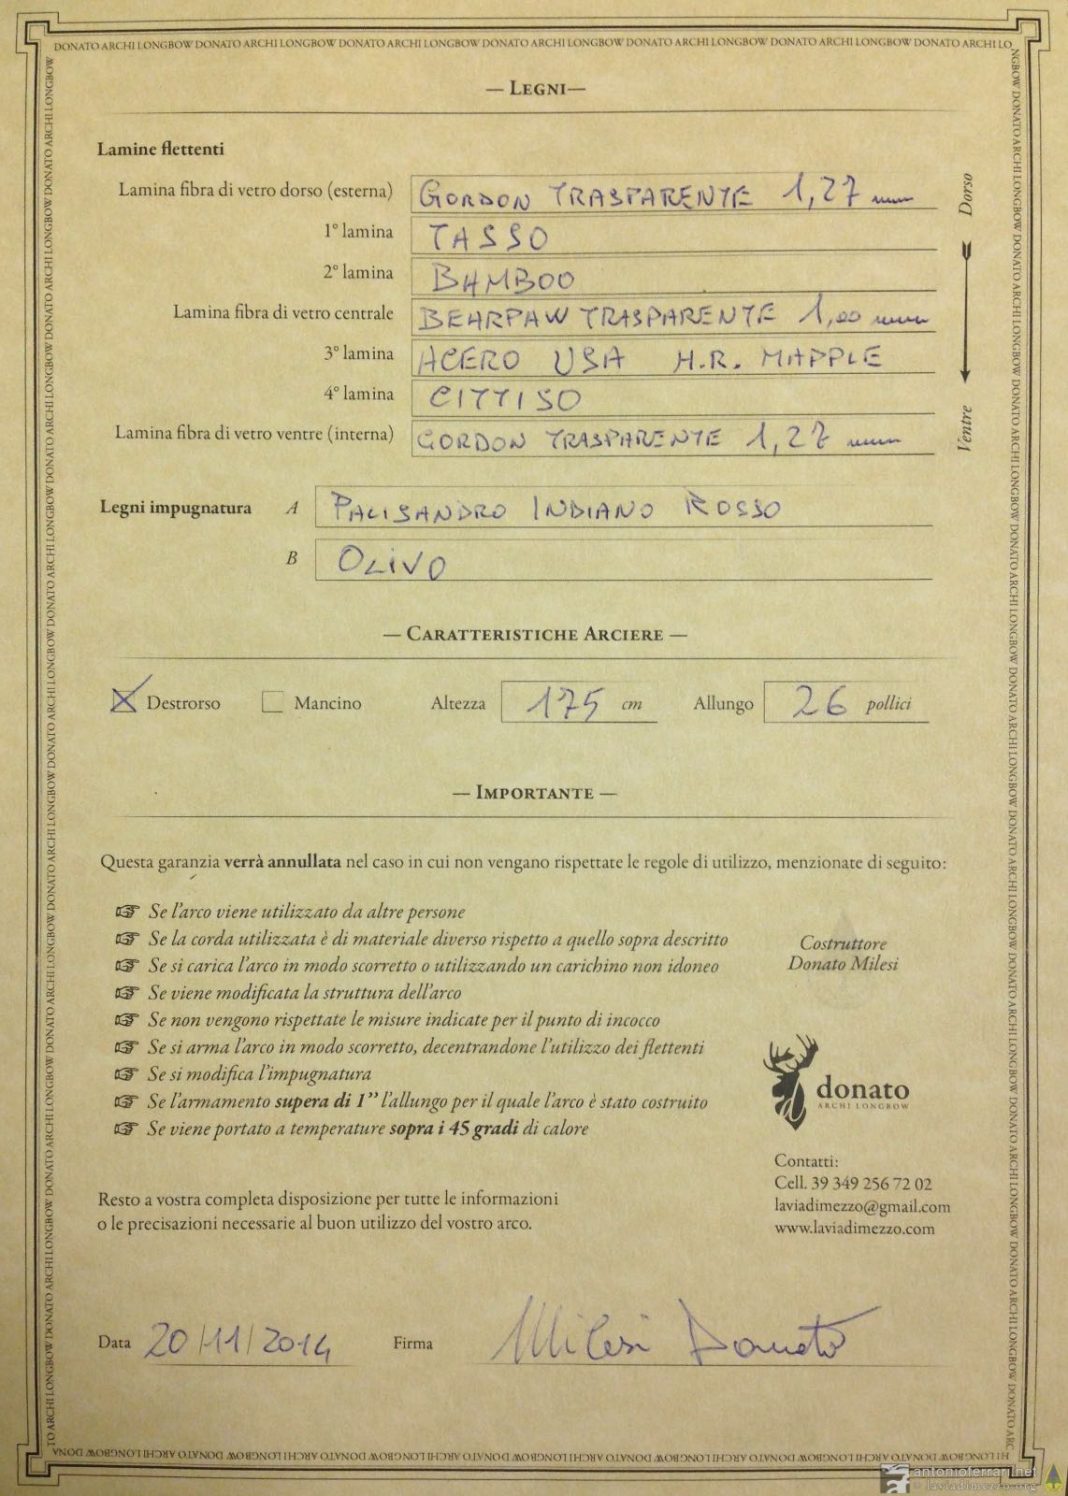 DONATO ARCHI LONGBOW DONATO ARCHI LONGBOW DONATO ARCHI LONGBOW DONATO ARCHI LONGBOW DONATO ARCHI LONGBOW DONATO ARCHI LONGBOW DONATO ARCHI LO
— LEGNI—
Lamine flettenti
Lamina fibra di vetro dorso (esterna) GORDON TRASPARENTE 1,27 mm
1° lamina TASSO
2° lamina BAMBOO
Lamina fibra di vetro centrale BEARPAW TRASPARENTE 1,00 mm
3° lamina ACERO USA H.R. MAPPLE
4° lamina CITTISO
Lamina fibra di vetro ventre (interna) GORDON TRASPARENTE 1,27 mm
Dorso
Ventre
Legni impugnatura A PALISANDRO INDIANO ROSSO
B OLIVO
— CARATTERISTICHE ARCIERE —
Destrorso Mancino Altezza 175 cm Allungo 26 pollici
— IMPORTANTE —
Questa garanzia verrà annullata nel caso in cui non vengano rispettate le regole di utilizzo, menzionate di seguito:
☞ Se l'arco viene utilizzato da altre persone
☞ Se la corda utilizzata è di materiale diverso rispetto a quello sopra descritto
☞ Se si carica l'arco in modo scorretto o utilizzando un carichino non idoneo
☞ Se viene modificata la struttura dell'arco
☞ Se non vengono rispettate le misure indicate per il punto di incocco
☞ Se si arma l'arco in modo scorretto, decentrandone l'utilizzo dei flettenti
☞ Se si modifica l'impugnatura
☞ Se l'armamento supera di 1" l'allungo per il quale l'arco è stato costruito
☞ Se viene portato a temperature sopra i 45 gradi di calore
Costruttore
Donato Milesi
donato
ARCHI LONGBOW
Contatti:
Cell. 39 349 256 72 02
laviadimezzo@gmail.com
www.laviadimezzo.com
Resto a vostra completa disposizione per tutte le informazioni
o le precisazioni necessarie al buon utilizzo del vostro arco.
Data 20/11/2014 Firma Milesi Donato
antonioferrari.net
© laviadimezzo.org